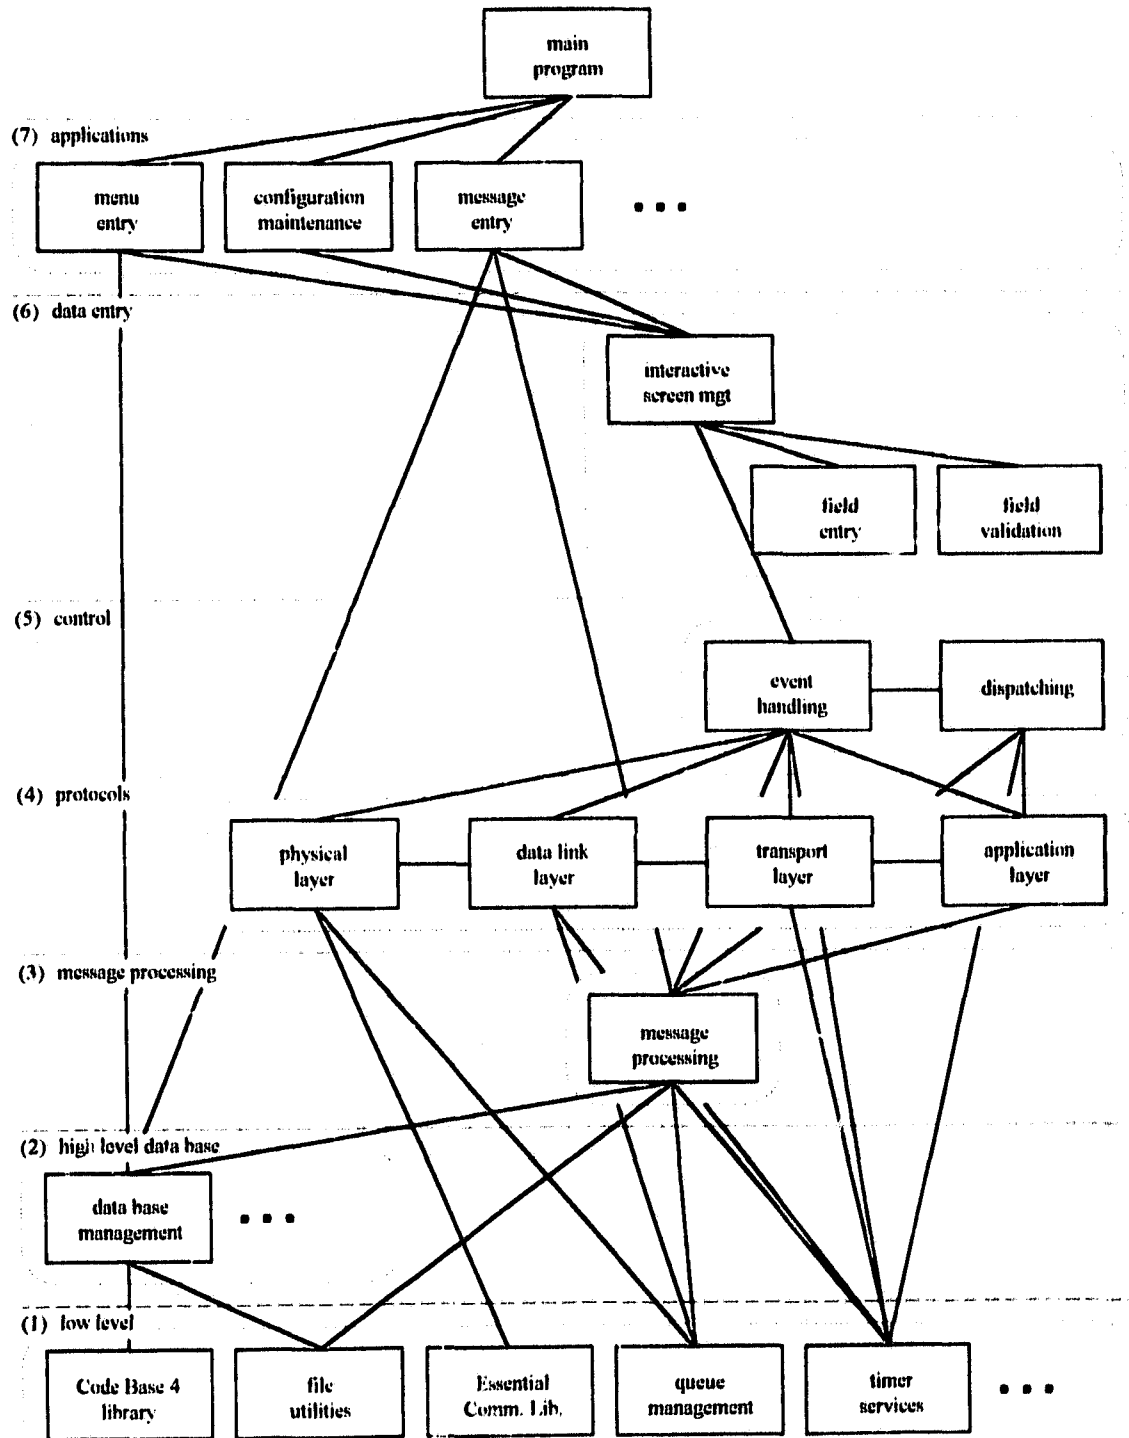 main
program
(7) applications
menu
entry
configuration
maintenance
message
entry
(6) data entry
interactive
screen mgt
field
entry
field
validation
(5) control
event
handling
dispatching
(4) protocols
physical
layer
data link
layer
transport
layer
application
layer
(3) message processing
message
processing
(2) high level data base
data base
management
(1) low level
Code Base 4
library
file
utilities
Essential
Comm. Lib.
queue
management
timer
services